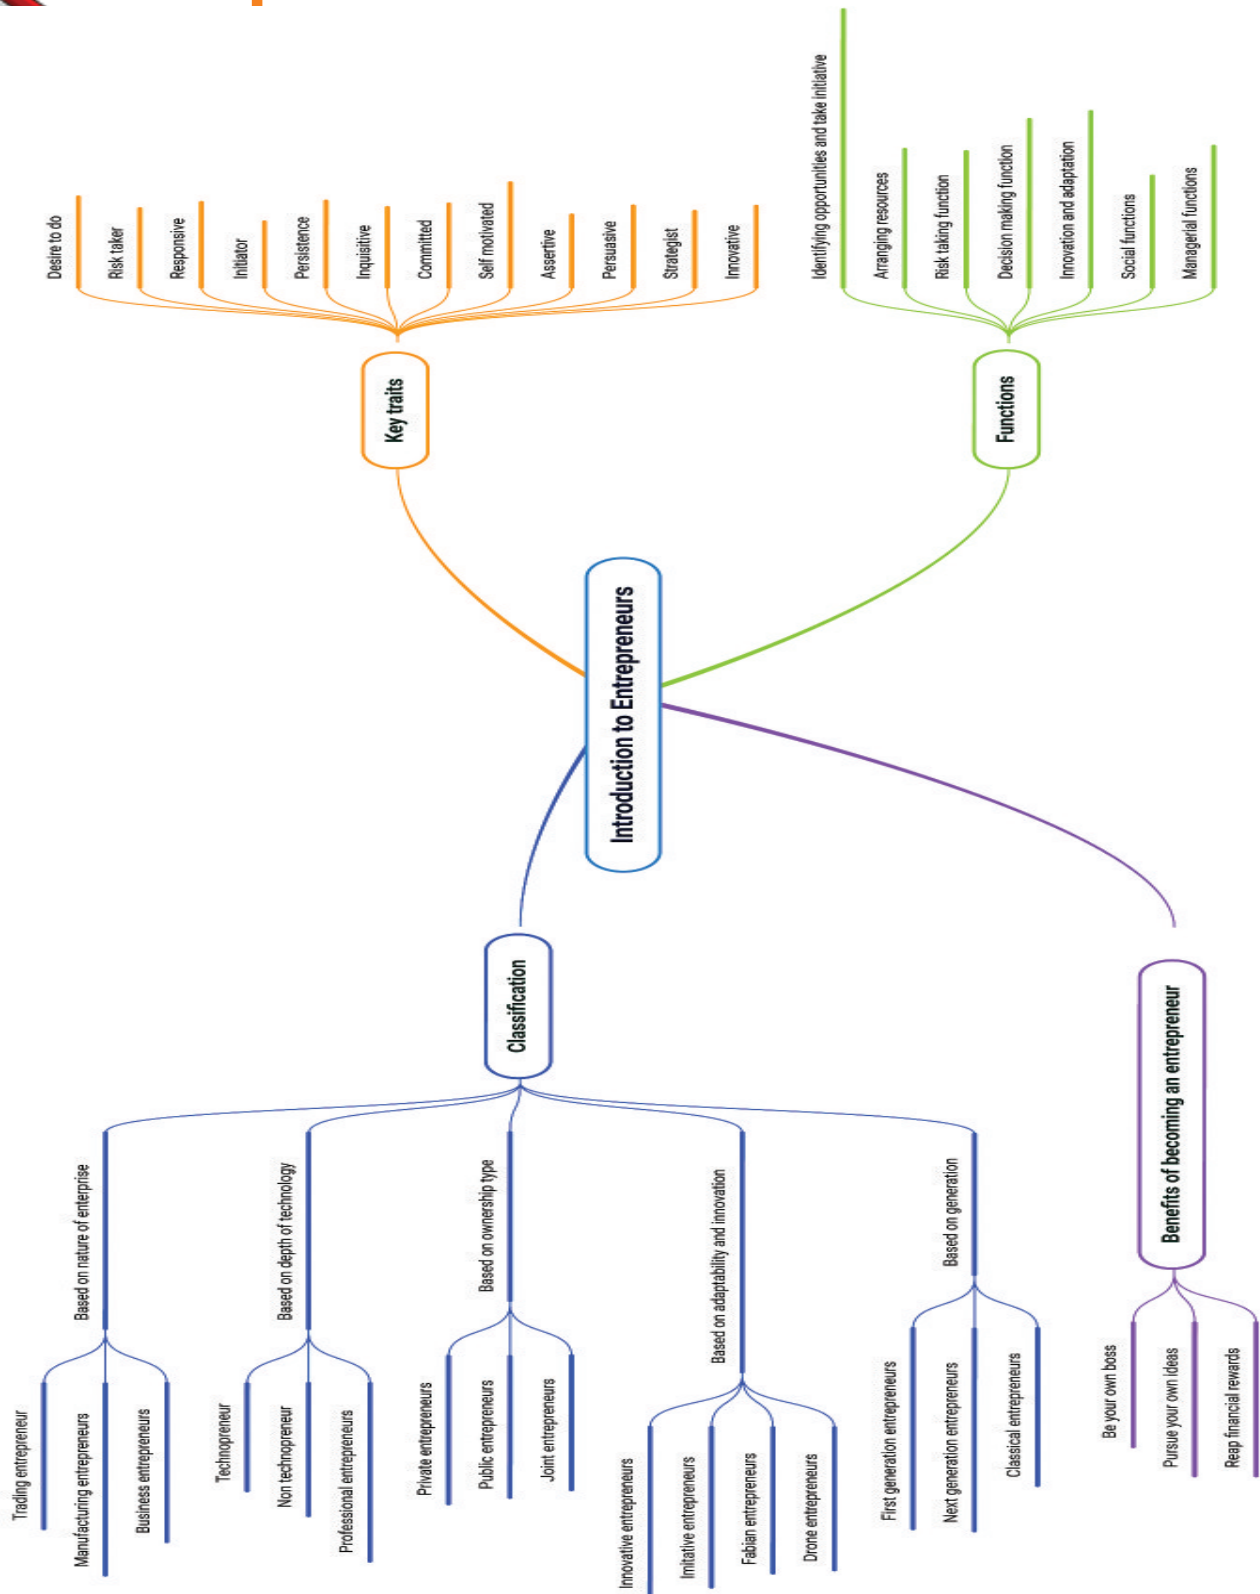 Introduction to Entrepreneurs
Key traits
Desire to do
Risk taker
Responsive
Initiator
Persistence
Inquisitive
Committed
Self motivated
Assertive
Persuasive
Strategist
Innovative
Functions
Identifying opportunities and take initiative
Arranging resources
Risk taking function
Decision making function
Innovation and adaptation
Social functions
Managerial functions
Classification
Based on nature of enterprise
Trading entrepreneur
Manufacturing entrepreneurs
Business entrepreneurs
Based on depth of technology
Technopreneur
Non technopreneur
Professional entrepreneurs
Based on ownership type
Private entrepreneurs
Public entrepreneurs
Joint entrepreneurs
Based on adaptability and innovation
Innovative entrepreneurs
Imitative entrepreneurs
Fabian entrepreneurs
Drone entrepreneurs
Based on generation
First generation entrepreneurs
Next generation entrepreneurs
Classical entrepreneurs
Benefits of becoming an entrepreneur
Be your own boss
Pursue your own ideas
Reap financial rewards